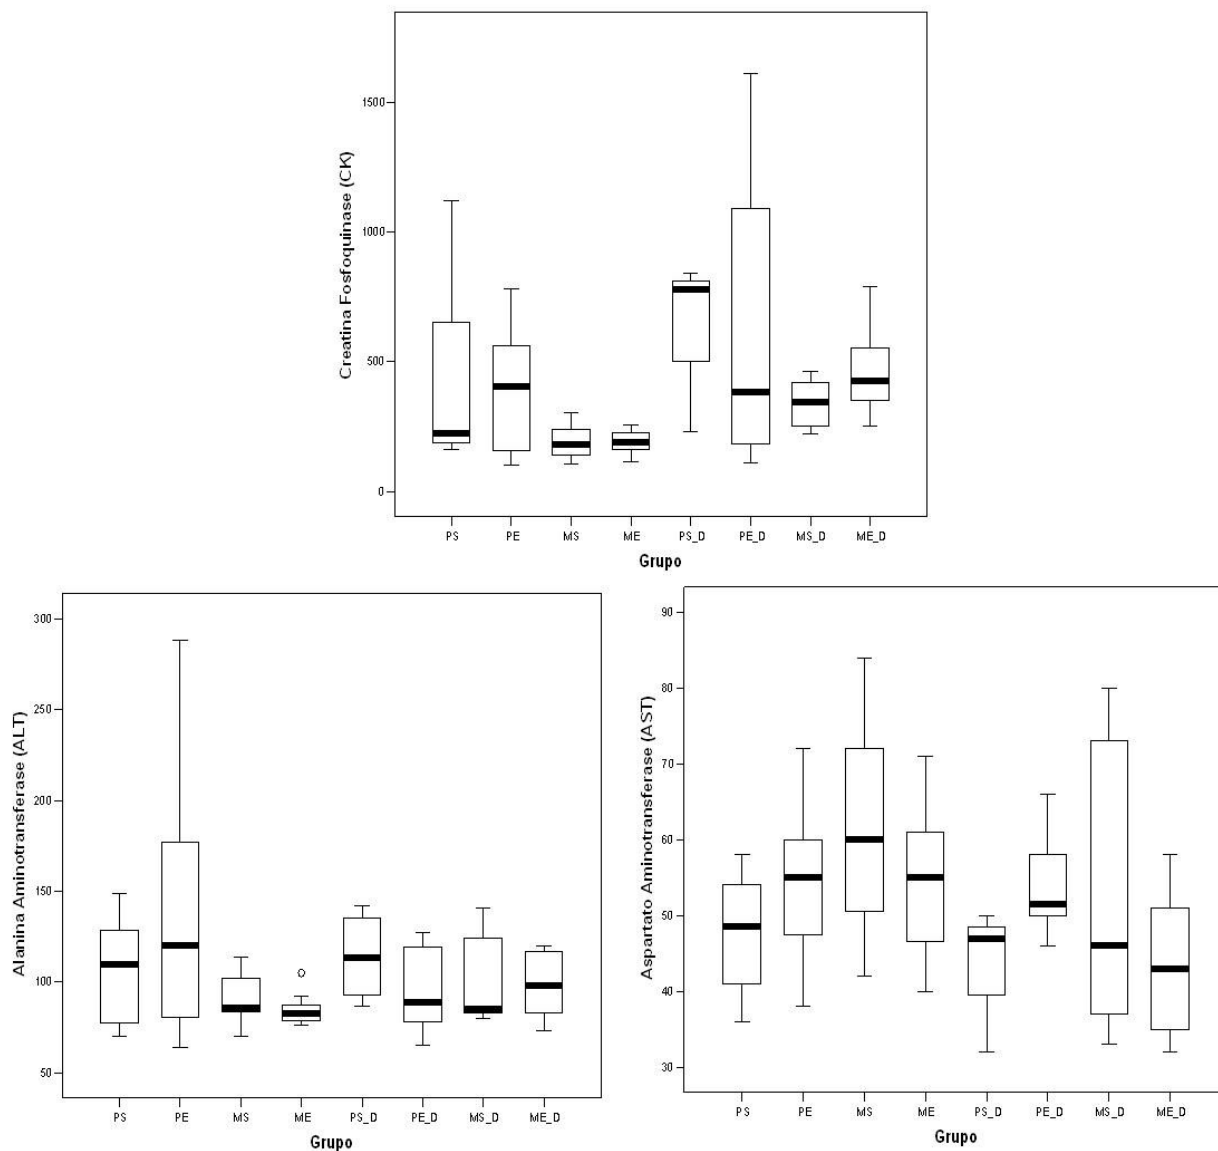 Creatina Fosfoquinase (CK)
1500
1000
500
0
PS PE MS ME PS_D PE_D MS_D ME_D
Grupo
Alanina Aminotransferase (ALT)
300
250
200
150
100
50
PS PE MS ME PS_D PE_D MS_D ME_D
Grupo
Aspartato Aminotransferase (AST)
90
80
70
60
50
40
30
PS PE MS ME PS_D PE_D MS_D ME_D
Grupo